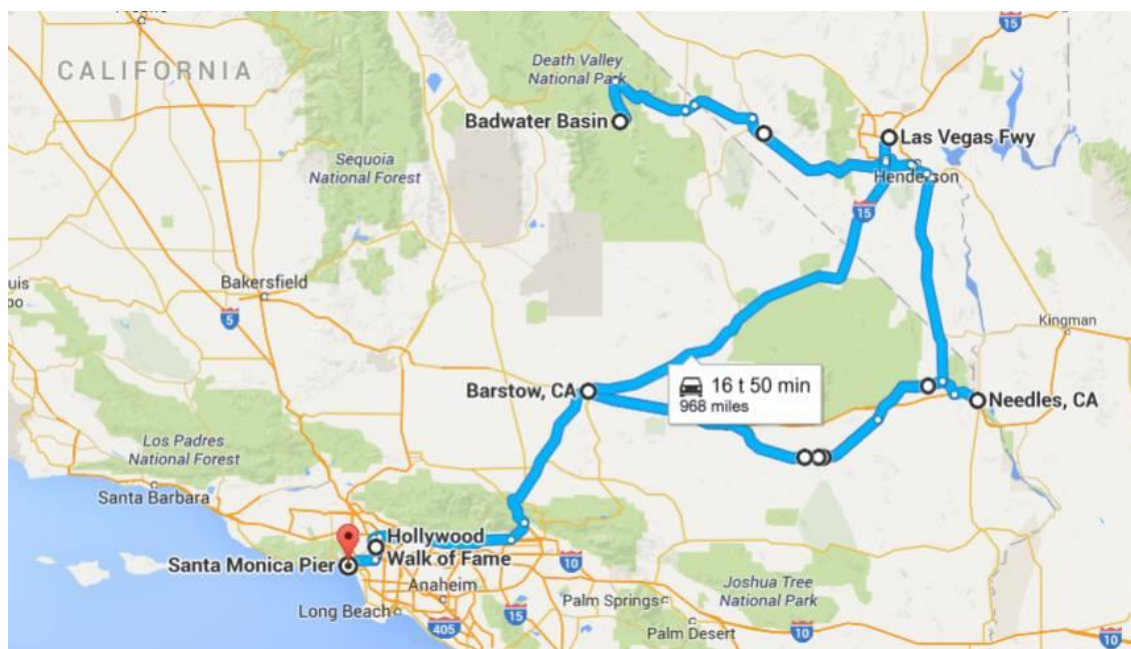 15
CALIFORNIA
Death Valley
National Park
Badwater Basin
Las Vegas Fwy
Sequoia
National Forest
Henderson
15
Bakersfield
5
Kingman
Barstow, CA
16 t 50 min
968 miles
Needles, CA
Los Padres
National Forest
Santa Barbara
Hollywood
Walk of Fame
Santa Monica Pier
10
Anaheim
Joshua Tree
National Park
Long Beach
Palm Springs
15
405
Palm Desert
10
10